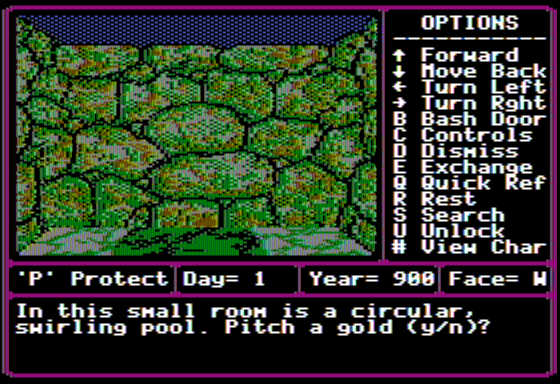 OPTIONS
------------
↑ Forward
↓ Move Back
← Turn Left
→ Turn Rght
B Bash Door
C Controls
D Dismiss
E Exchange
Q Quick Ref
R Rest
S Search
U Unlock
# View Char
'P' Protect Day= 1 Year= 900 Face= W
In this small room is a circular,
swirling pool. Pitch a gold (y/n)?